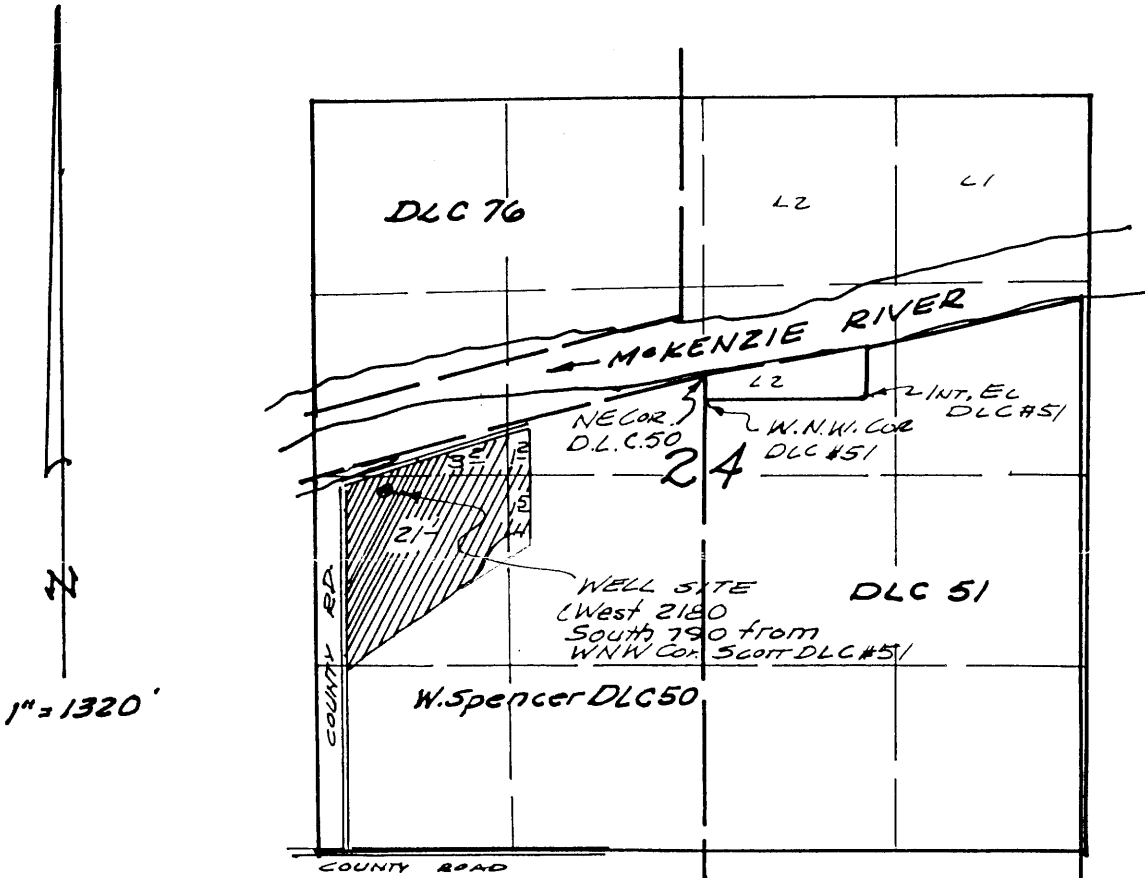 L1
L2
DLC 76
McKENZIE RIVER
L2
INT. EL
DLC #51
NE COR.
D.L.C. 50
W.N.W. COR
DLC #51
24
21-
WELL SITE
(West 2180
South 790 from
WNW Cor. Scott DLC #51
DLC 51
Z
COUNTY RD.
1" = 1320'
W. Spencer DLC 50
COUNTY ROAD